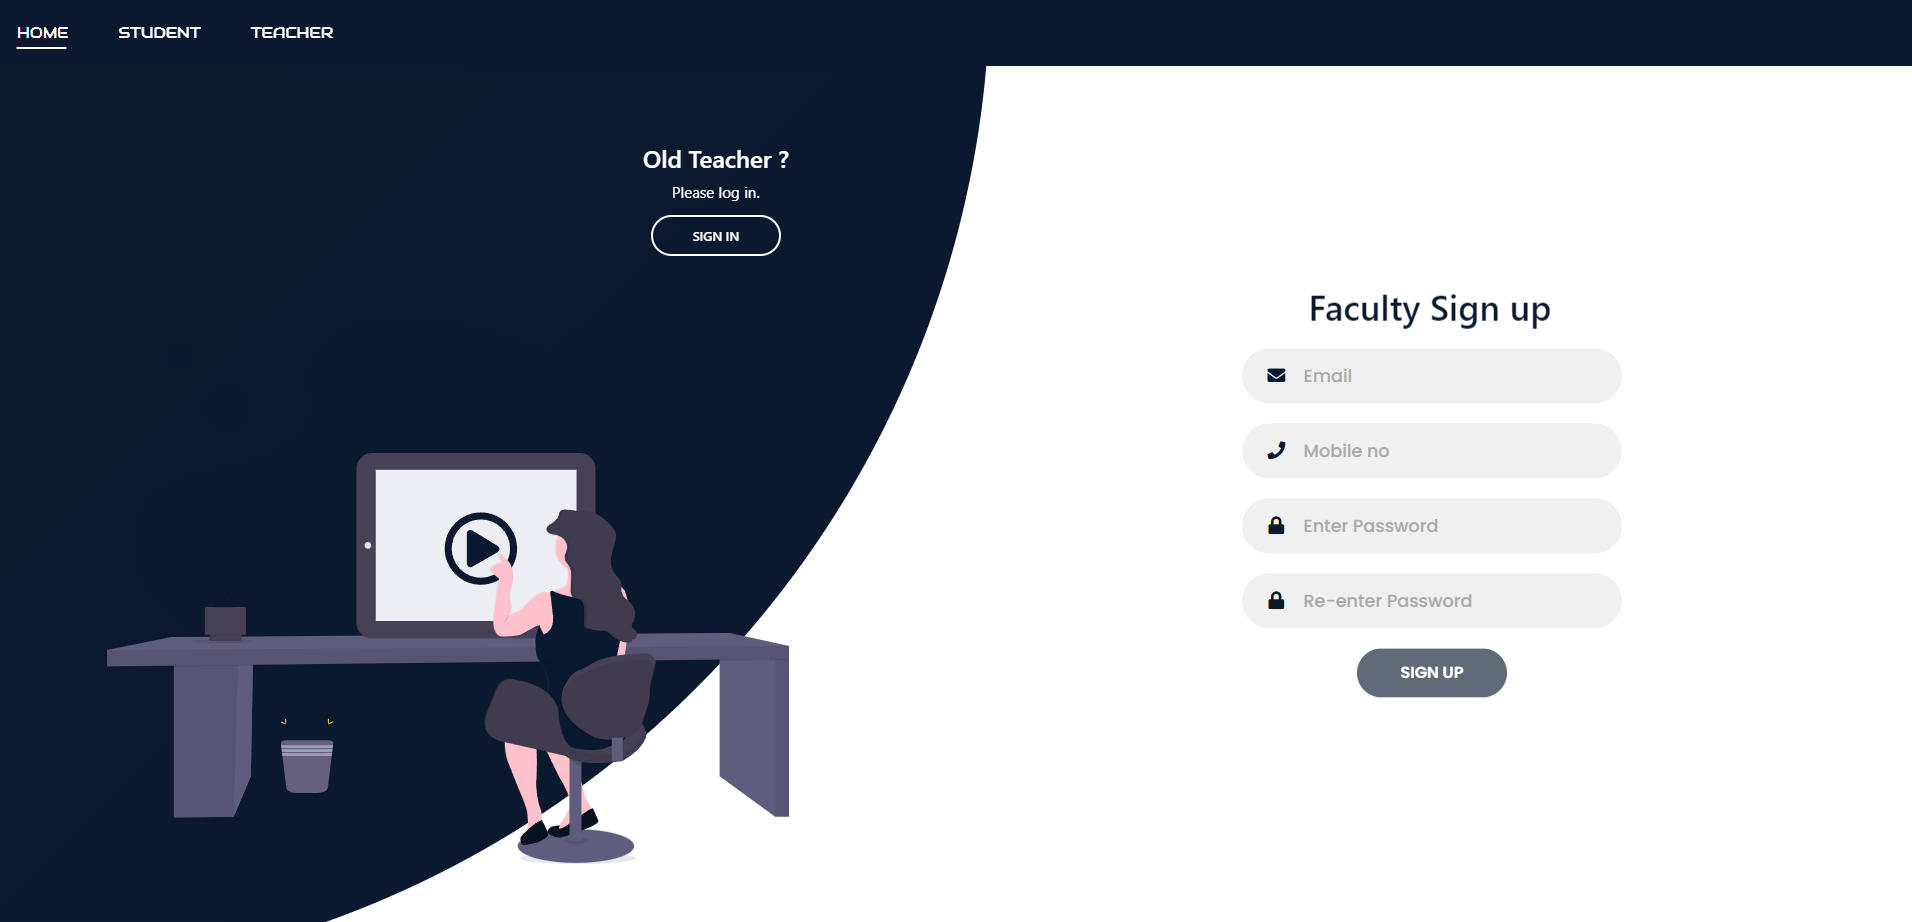 HOME STUDENT TEACHER
Old Teacher ?
Please log in.
SIGN IN
Faculty Sign up
Email
Mobile no
Enter Password
Re-enter Password
SIGN UP